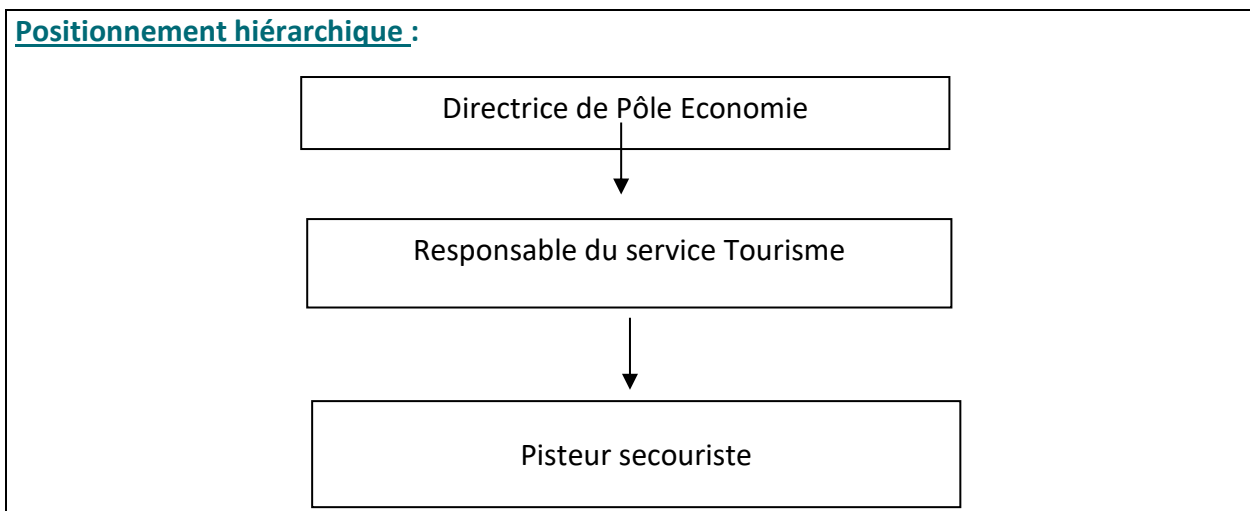 Positionnement hiérarchique :
Directrice de Pôle Economie
Responsable du service Tourisme
Pisteur secouriste